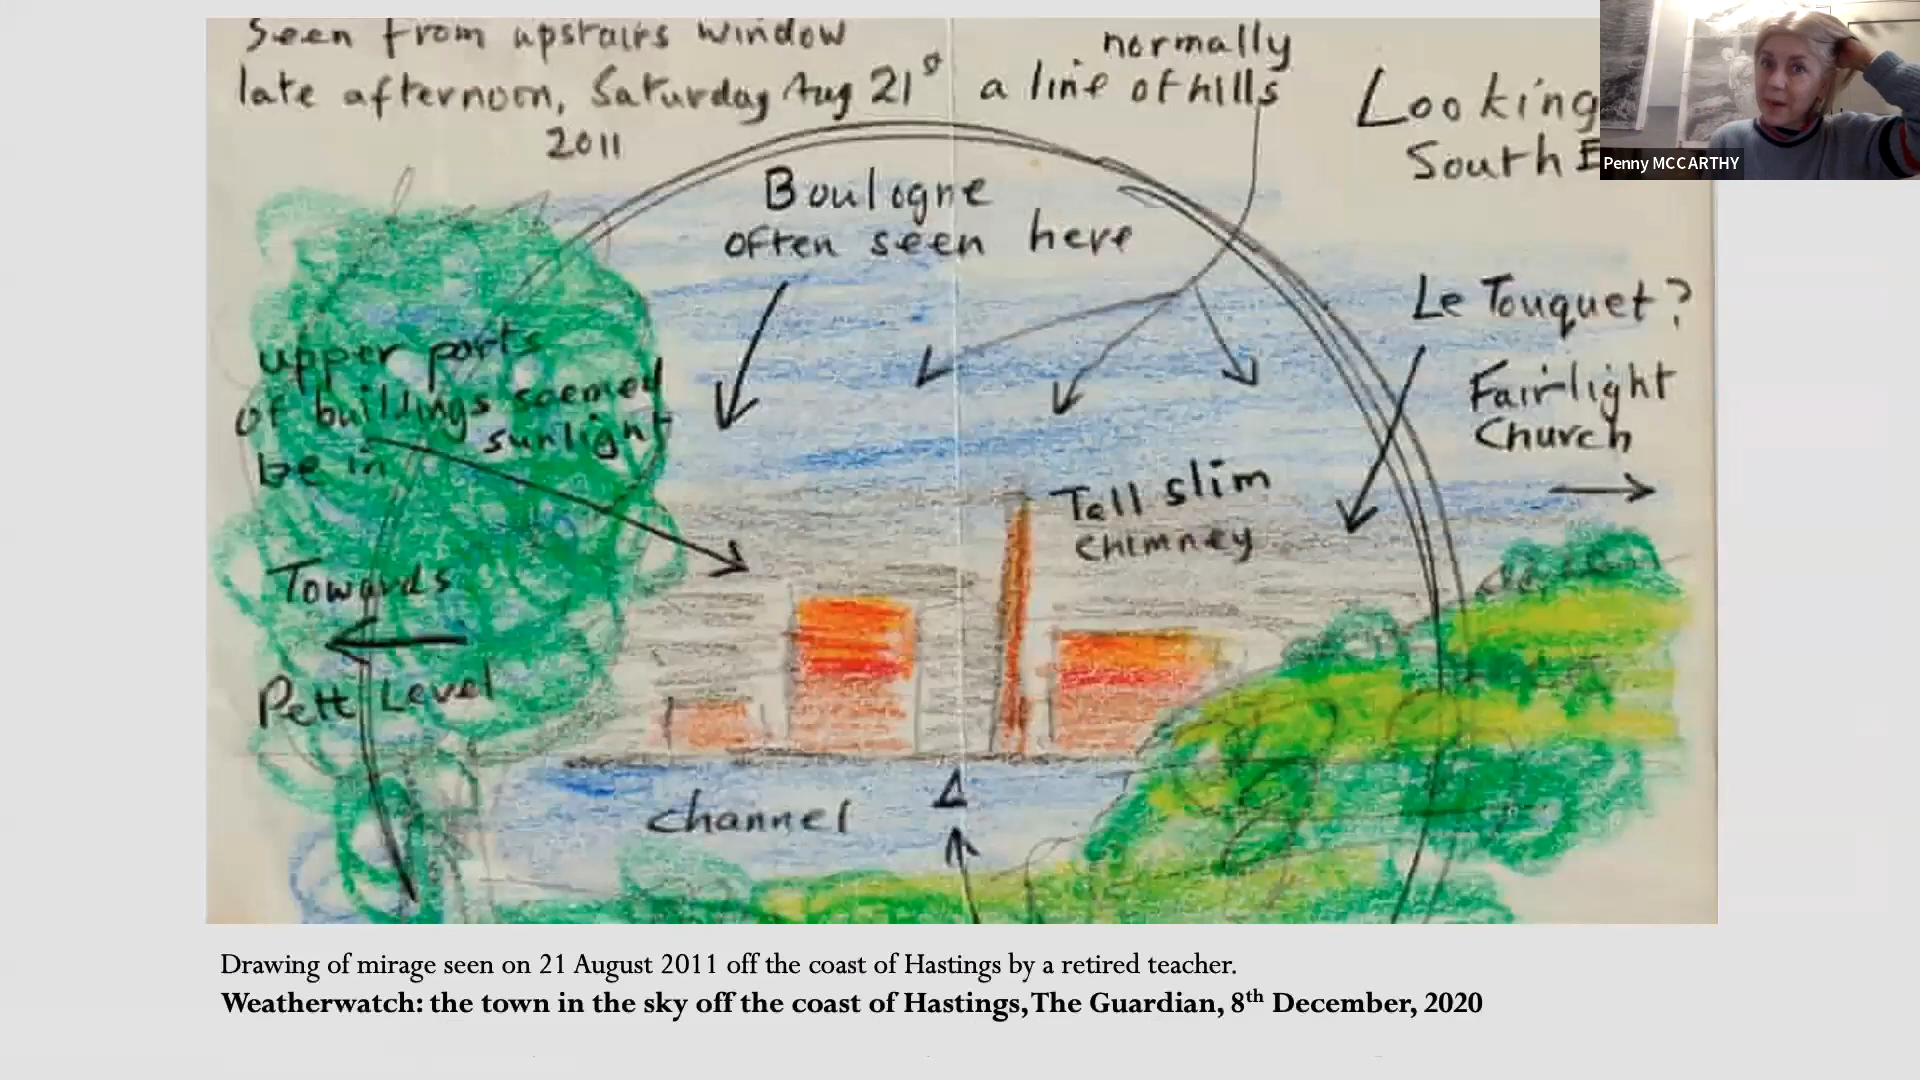 Seen from upstairs window
late afternoon, Saturday Aug 21st
2011
normally
a line of hills
Looking
South E
Penny MCCARTHY
Boulogne
often seen here
Le Touquet?
Fairlight
Church
upper parts
of buildings seemed
be in sunlight
Tall slim
chimney
Towards
Pett Level
channel
Drawing of mirage seen on 21 August 2011 off the coast of Hastings by a retired teacher.
Weatherwatch: the town in the sky off the coast of Hastings, The Guardian, 8th December, 2020